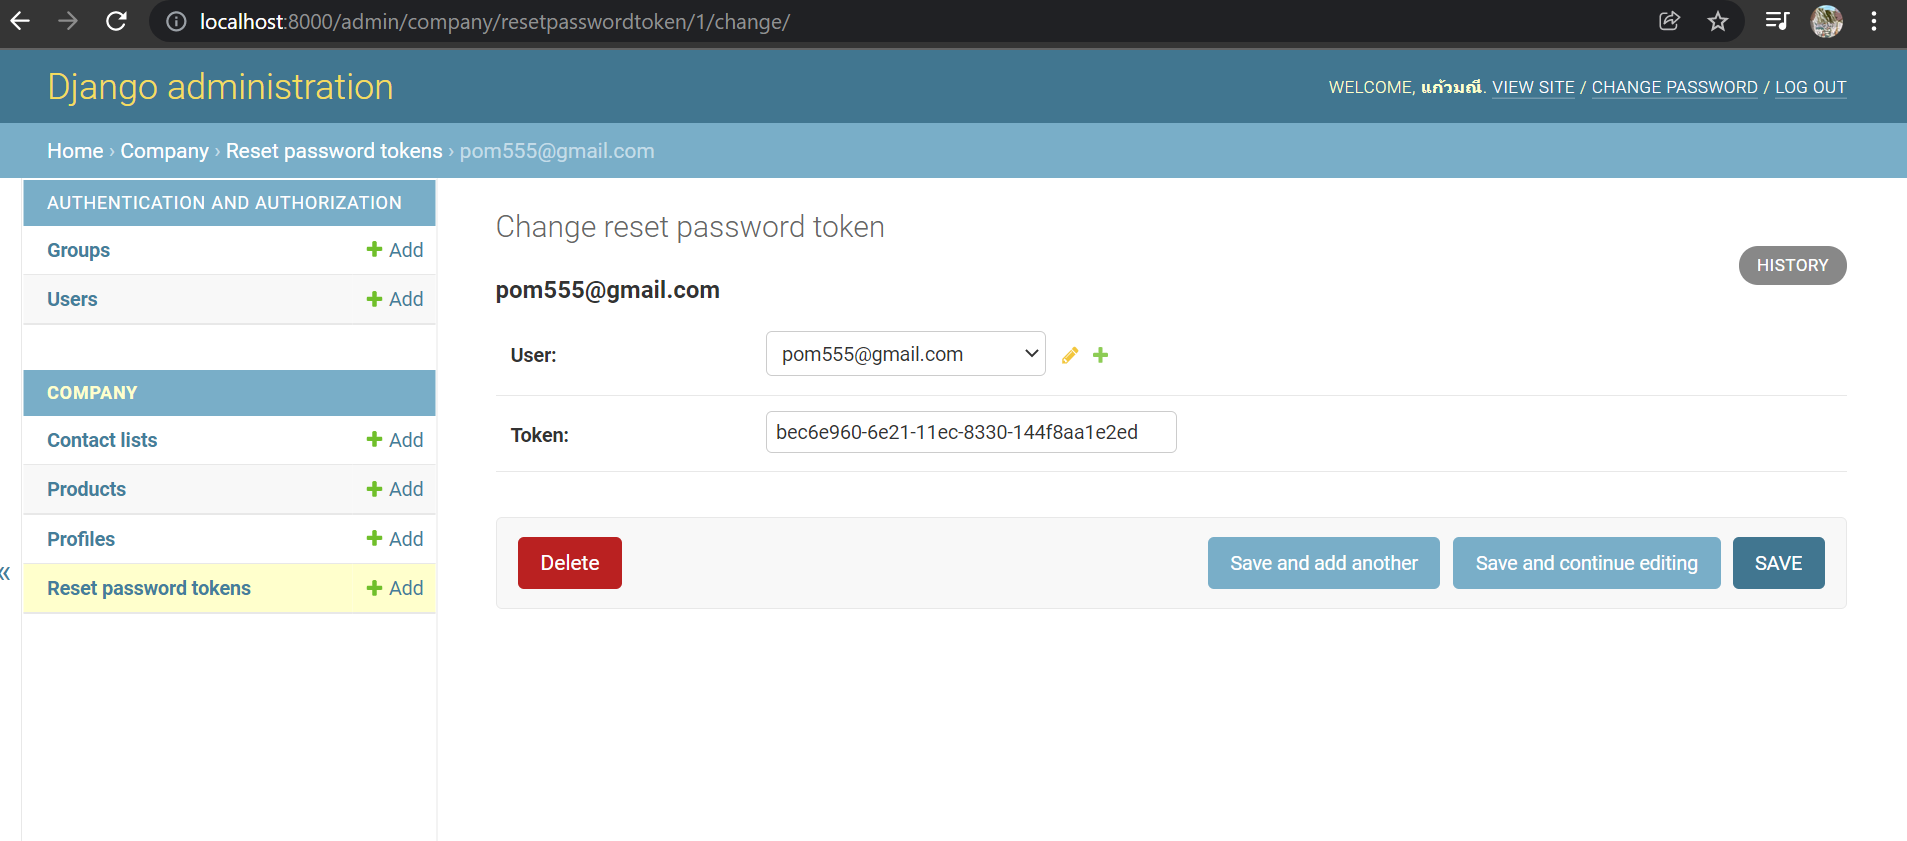 localhost:8000/admin/company/resetpasswordtoken/1/change/
Django administration
WELCOME, แก้วมณี. VIEW SITE / CHANGE PASSWORD / LOG OUT
Home › Company › Reset password tokens › pom555@gmail.com
AUTHENTICATION AND AUTHORIZATION
Groups Add
Users Add
COMPANY
Contact lists Add
Products Add
Profiles Add
Reset password tokens Add
«
Change reset password token
HISTORY
pom555@gmail.com
User: pom555@gmail.com
Token: bec6e960-6e21-11ec-8330-144f8aa1e2ed
Delete Save and add another Save and continue editing SAVE